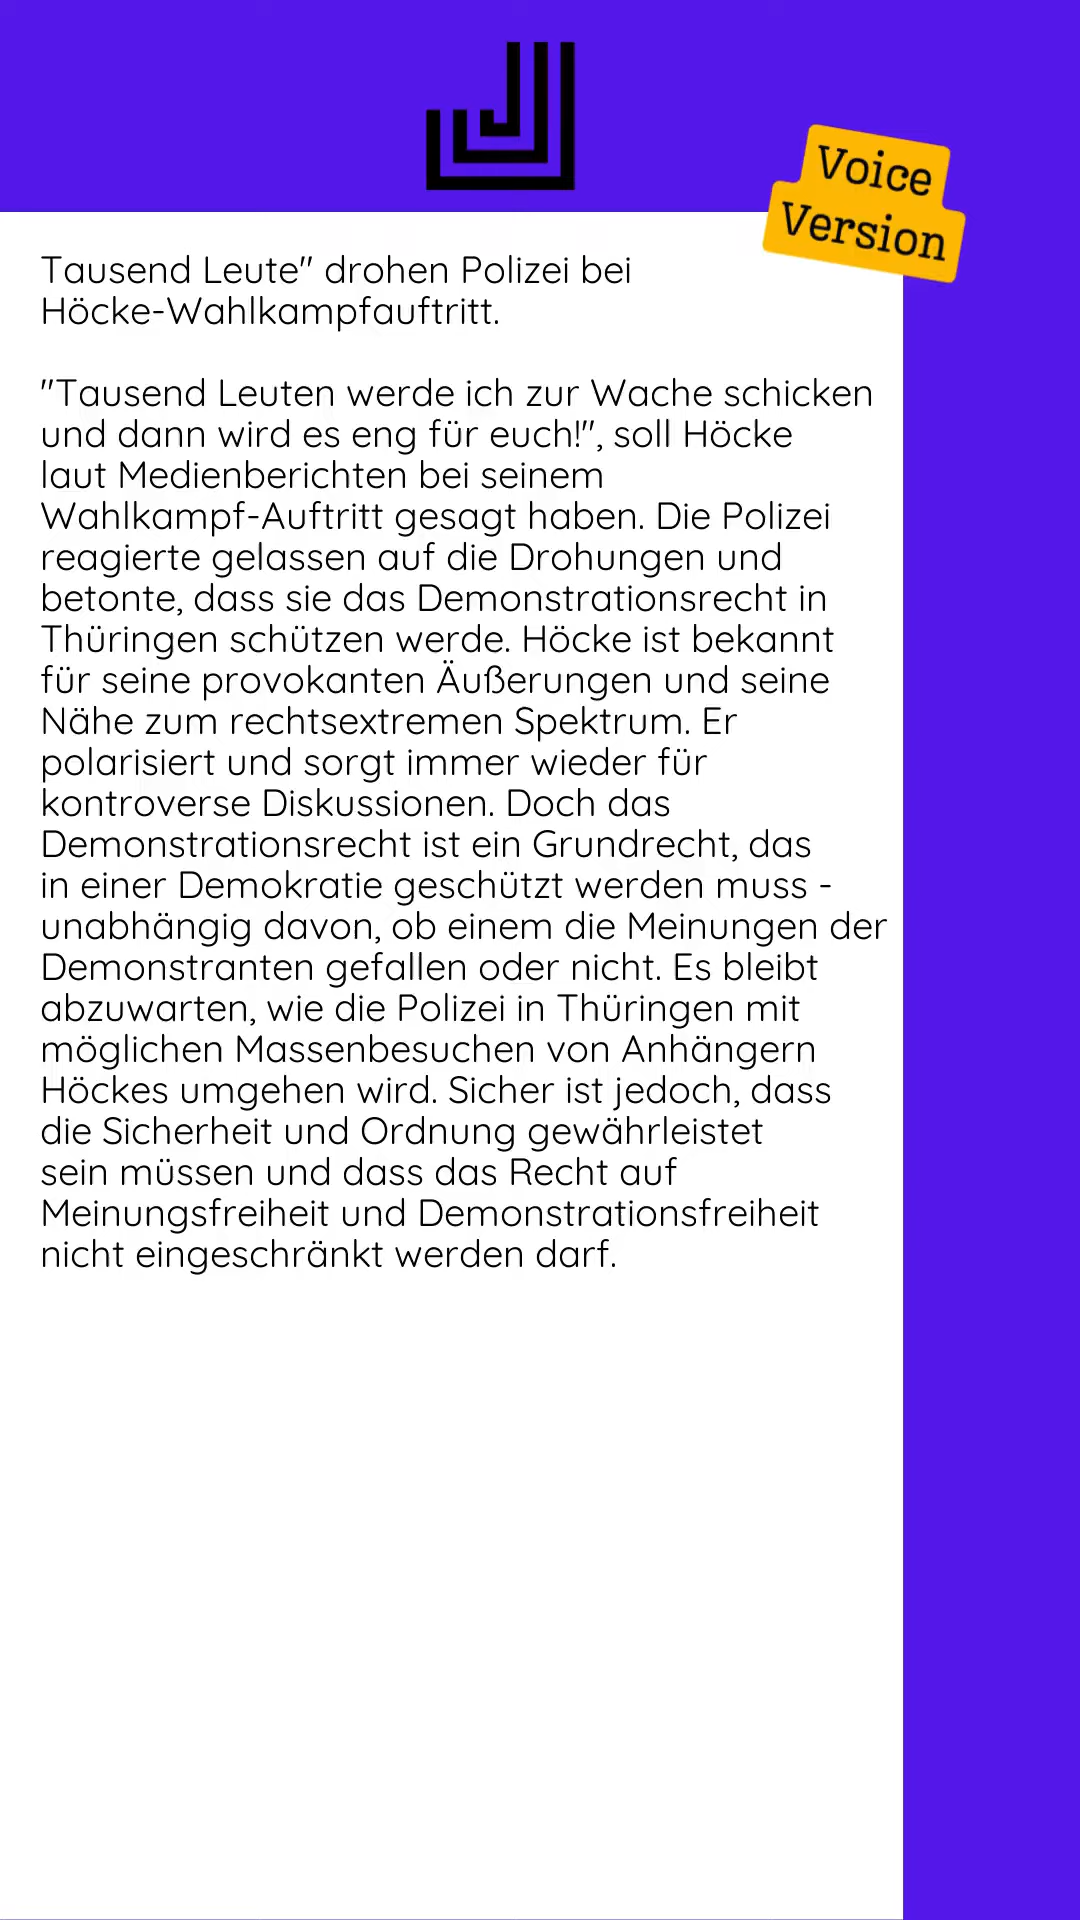 Voice
Version
Tausend Leute" drohen Polizei bei
Höcke-Wahlkampfauftritt.
"Tausend Leuten werde ich zur Wache schicken
und dann wird es eng für euch!", soll Höcke
laut Medienberichten bei seinem
Wahlkampf-Auftritt gesagt haben. Die Polizei
reagierte gelassen auf die Drohungen und
betonte, dass sie das Demonstrationsrecht in
Thüringen schützen werde. Höcke ist bekannt
für seine provokanten Äußerungen und seine
Nähe zum rechtsextremen Spektrum. Er
polarisiert und sorgt immer wieder für
kontroverse Diskussionen. Doch das
Demonstrationsrecht ist ein Grundrecht, das
in einer Demokratie geschützt werden muss -
unabhängig davon, ob einem die Meinungen der
Demonstranten gefallen oder nicht. Es bleibt
abzuwarten, wie die Polizei in Thüringen mit
möglichen Massenbesuchen von Anhängern
Höckes umgehen wird. Sicher ist jedoch, dass
die Sicherheit und Ordnung gewährleistet
sein müssen und dass das Recht auf
Meinungsfreiheit und Demonstrationsfreiheit
nicht eingeschränkt werden darf.